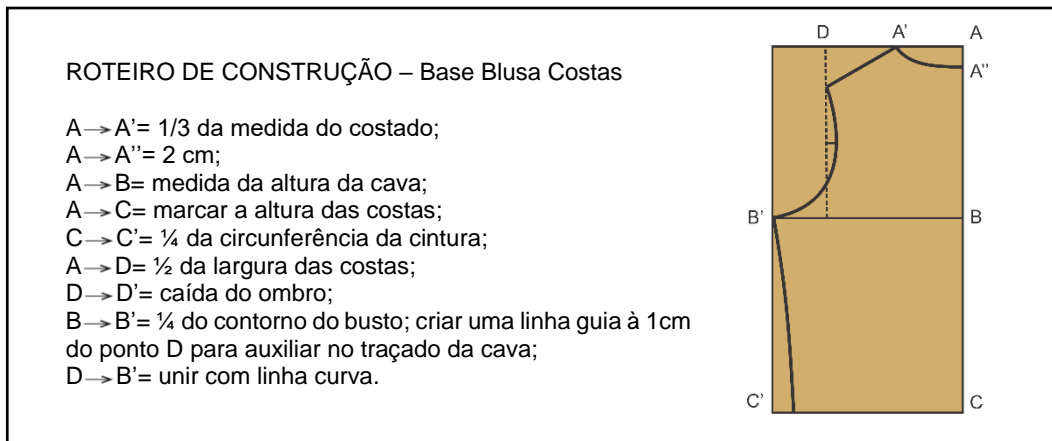 ROTEIRO DE CONSTRUÇÃO – Base Blusa Costas
A→A’= 1/3 da medida do costado;
A→A’’= 2 cm;
A→B= medida da altura da cava;
A→C= marcar a altura das costas;
C→C’= ¼ da circunferência da cintura;
A→D= ½ da largura das costas;
D→D’= caída do ombro;
B→B’= ¼ do contorno do busto; criar uma linha guia à 1cm
do ponto D para auxiliar no traçado da cava;
D→B’= unir com linha curva.
D A’ A
A’’
B’ B
C’ C